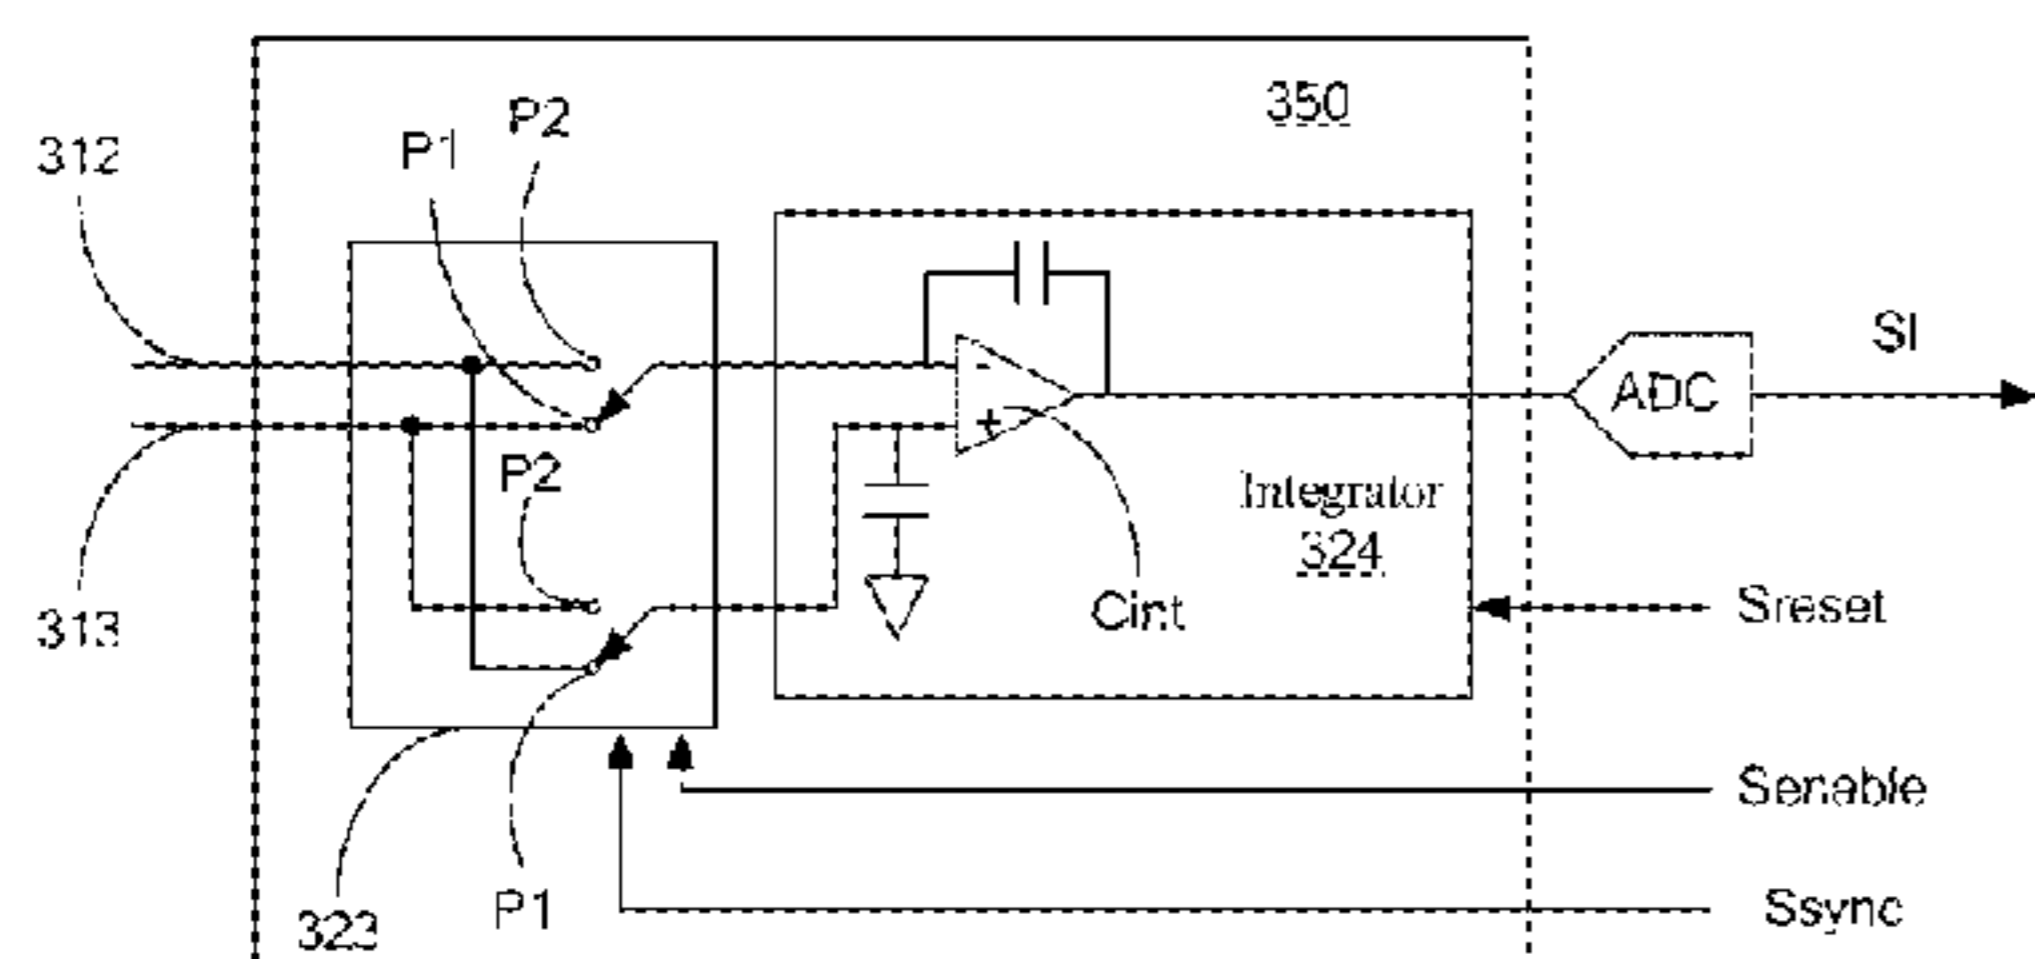 350
P2
P1
312
SI
ADC
-
+
P2
Integrator
324
313
Cint
Sreset
Senable
P1
323
Ssync